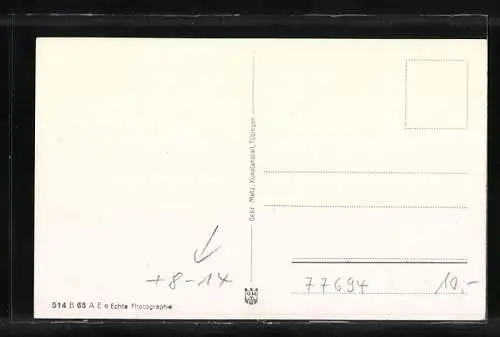 Gebr. Metz, Kunstanstalt, Tübingen
+8-14
77694 10,-
514 B 65 A E Echte Photographie